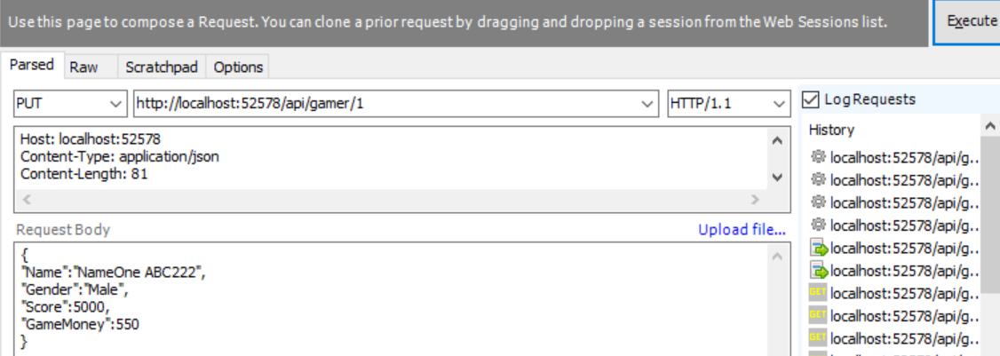 Use this page to compose a Request. You can clone a prior request by dragging and dropping a session from the Web Sessions list.
Execute
Parsed Raw Scratchpad Options
PUT http://localhost:52578/api/gamer/1 HTTP/1.1
Log Requests
Host: localhost:52578
Content-Type: application/json
Content-Length: 81
History
localhost:52578/api/g...
localhost:52578/api/g...
localhost:52578/api/g...
localhost:52578/api/g...
localhost:52578/api/g...
localhost:52578/api/g...
GET localhost:52578/api/g...
GET localhost:52578/api/g...
GET localhost:52578/api/g...
Request Body Upload file...
{
"Name":"NameOne ABC222",
"Gender":"Male",
"Score":5000,
"GameMoney":550
}